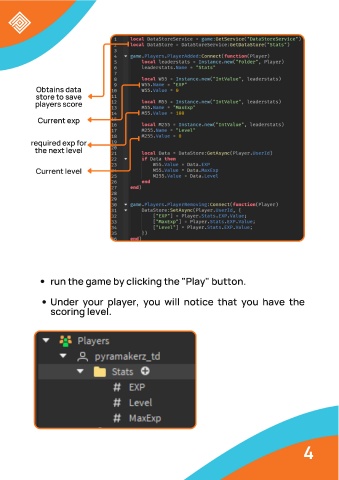 1 local DataStoreService = game:GetService("DataStoreService")
2 local DataStore = DataStoreService:GetDataStore("Stats")
3
4 game.Players.PlayerAdded:Connect(function(Player)
5 local leaderstats = Instance.new("Folder", Player)
6 leaderstats.Name = "Stats"
7
8 local W55 = Instance.new("IntValue", leaderstats)
9 W55.Name = "EXP"
10 W55.Value = 0
11
12 local M55 = Instance.new("IntValue", leaderstats)
13 M55.Name = "MaxExp"
14 M55.Value = 100
15
16 local M255 = Instance.new("IntValue", leaderstats)
17 M255.Name = "Level"
18 M255.Value = 0
20
21 local Data = DataStore:GetAsync(Player.UserId)
22 if Data then
23 W55.Value = Data.EXP
24 M55.Value = Data.MaxExp
25 M255.Value = Data.Level
26 end
27 end)
28
29
30 game.Players.PlayerRemoving:Connect(function(Player)
31 DataStore:SetAsync(Player.UserId, {
32 ["EXP"] = Player.Stats.EXP.Value;
33 ["MaxExp"] = Player.Stats.EXP.Value;
34 ["Level"] = Player.Stats.EXP.Value;
35 })
36 end)
Obtains data
store to save
players score
Current exp
required exp for
the next level
Current level
• run the game by clicking the "Play" button.
• Under your player, you will notice that you have the
scoring level.
Players
pyramakerz_td
Stats
# EXP
# Level
# MaxExp
4